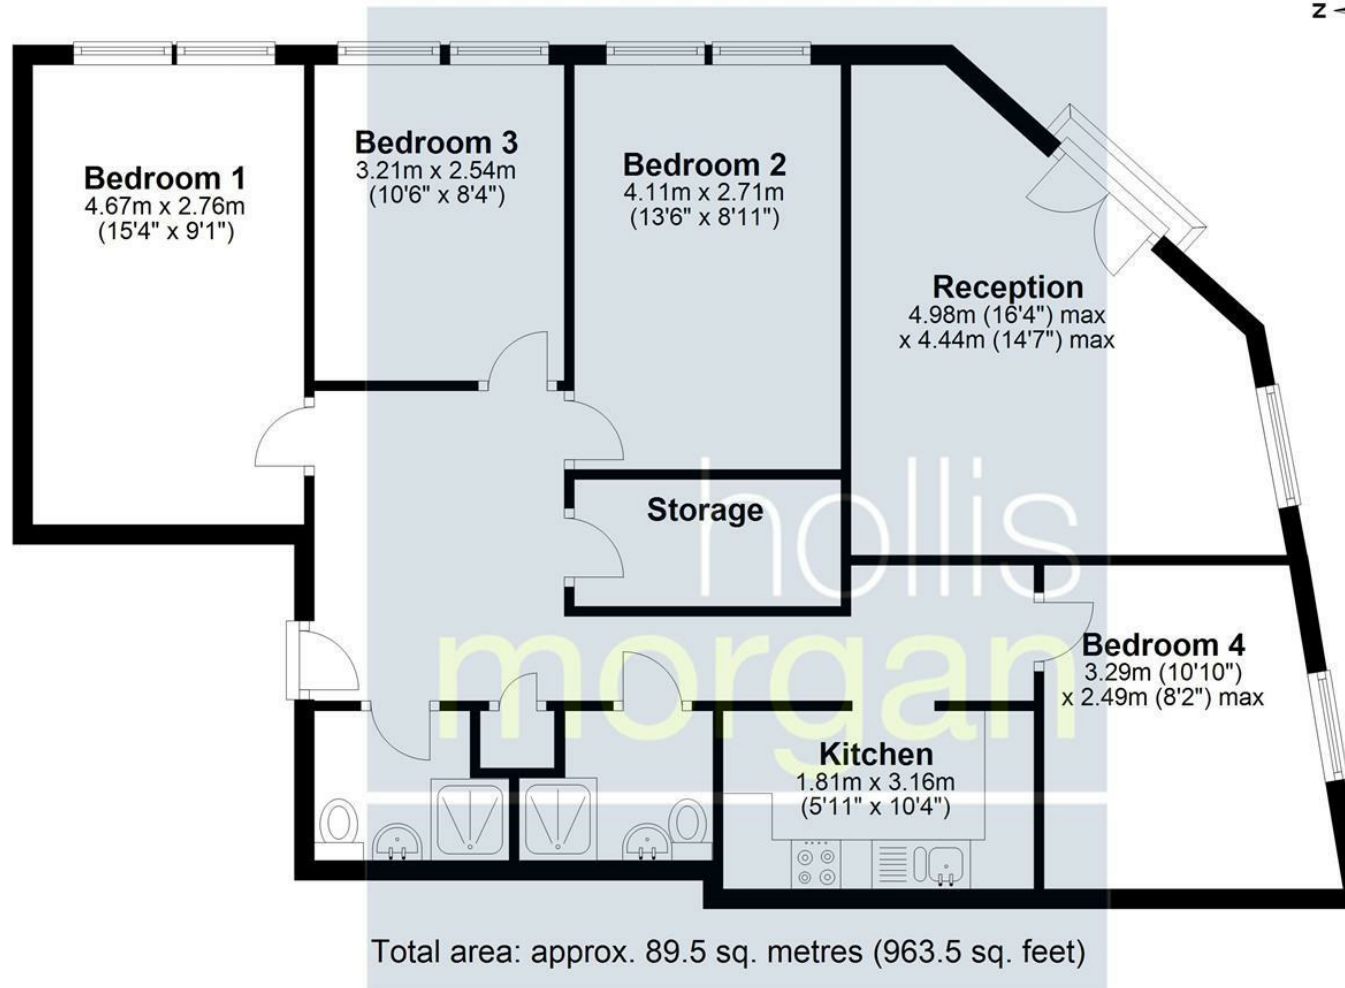 Z
Bedroom 1
4.67m x 2.76m
(15'4" x 9'1")
Bedroom 3
3.21m x 2.54m
(10'6" x 8'4")
Bedroom 2
4.11m x 2.71m
(13'6" x 8'11")
Reception
4.98m (16'4") max
x 4.44m (14'7") max
Storage
hollis
morgan
Bedroom 4
3.29m (10'10")
x 2.49m (8'2") max
Kitchen
1.81m x 3.16m
(5'11" x 10'4")
Total area: approx. 89.5 sq. metres (963.5 sq. feet)